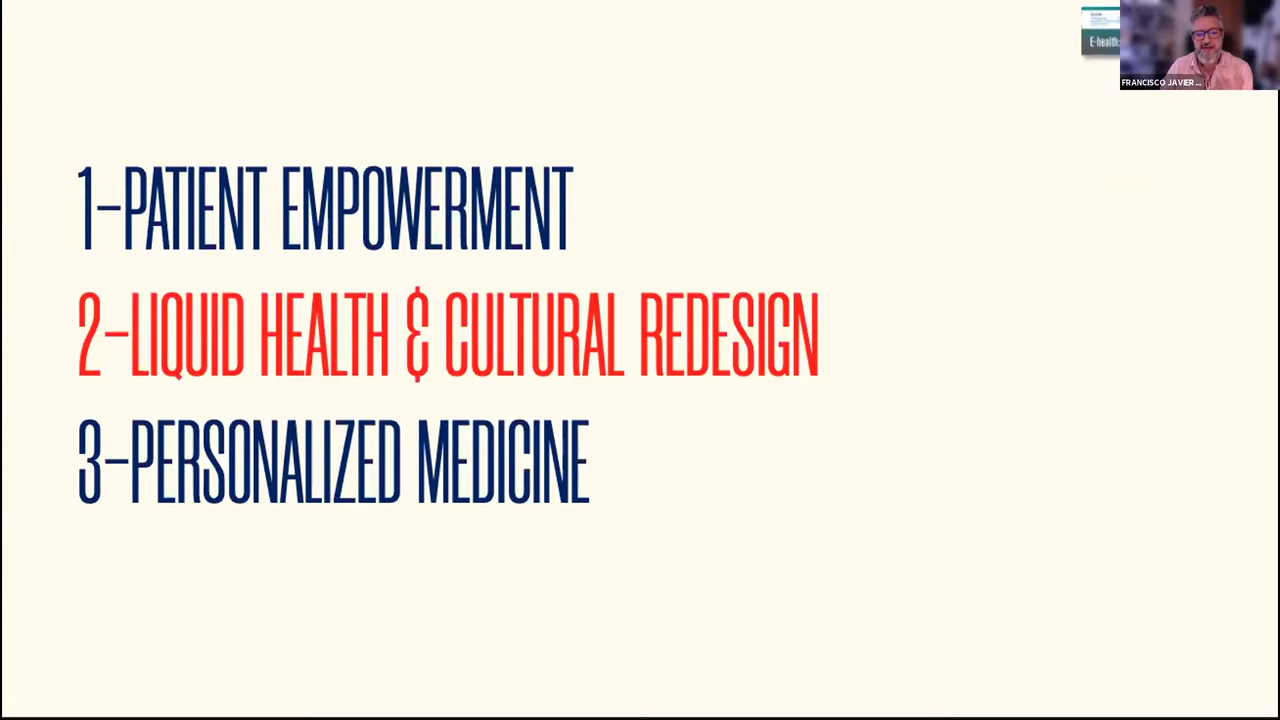 E-health
FRANCISCO JAVIER ...
1-PATIENT EMPOWERMENT
2-LIQUID HEALTH & CULTURAL REDESIGN
3-PERSONALIZED MEDICINE